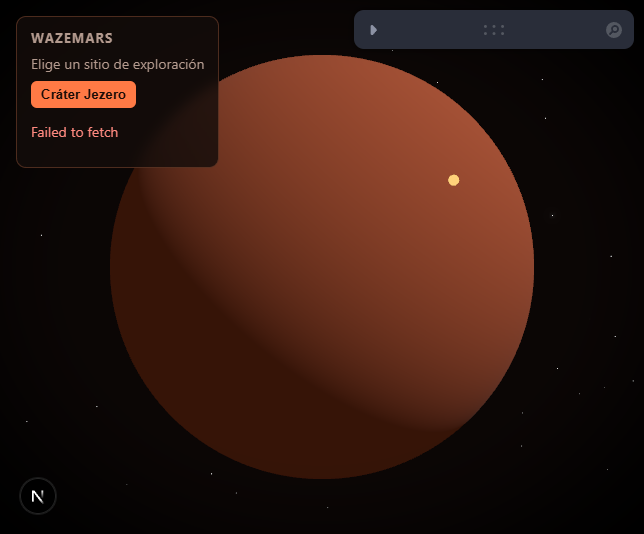 WAZEMARS
Elige un sitio de exploración
Cráter Jezero
Failed to fetch
N